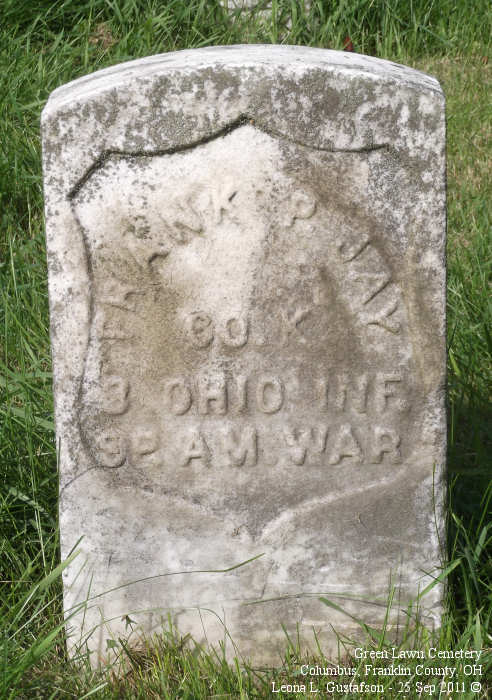 FRANK P. JAY
CO. K
3 OHIO INF.
SP. AM. WAR
Green Lawn Cemetery
Columbus, Franklin County, OH
Leona L. Gustafson - 25 Sep 2011 ©